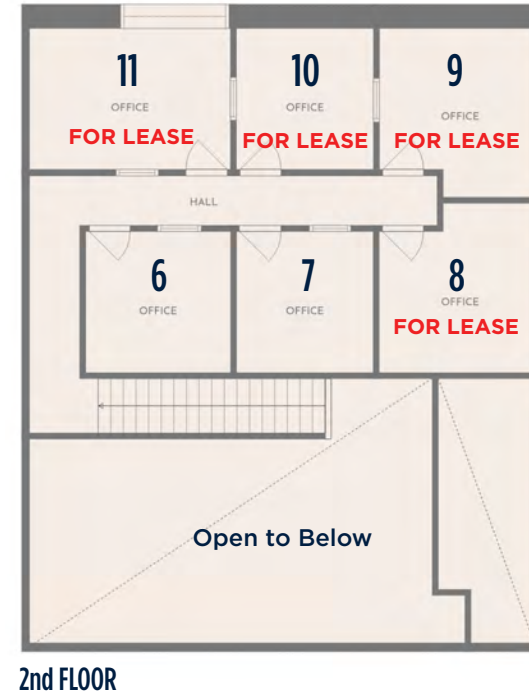 11
OFFICE
FOR LEASE
10
OFFICE
FOR LEASE
9
OFFICE
FOR LEASE
HALL
6
OFFICE
7
OFFICE
8
OFFICE
FOR LEASE
Open to Below
2nd FLOOR